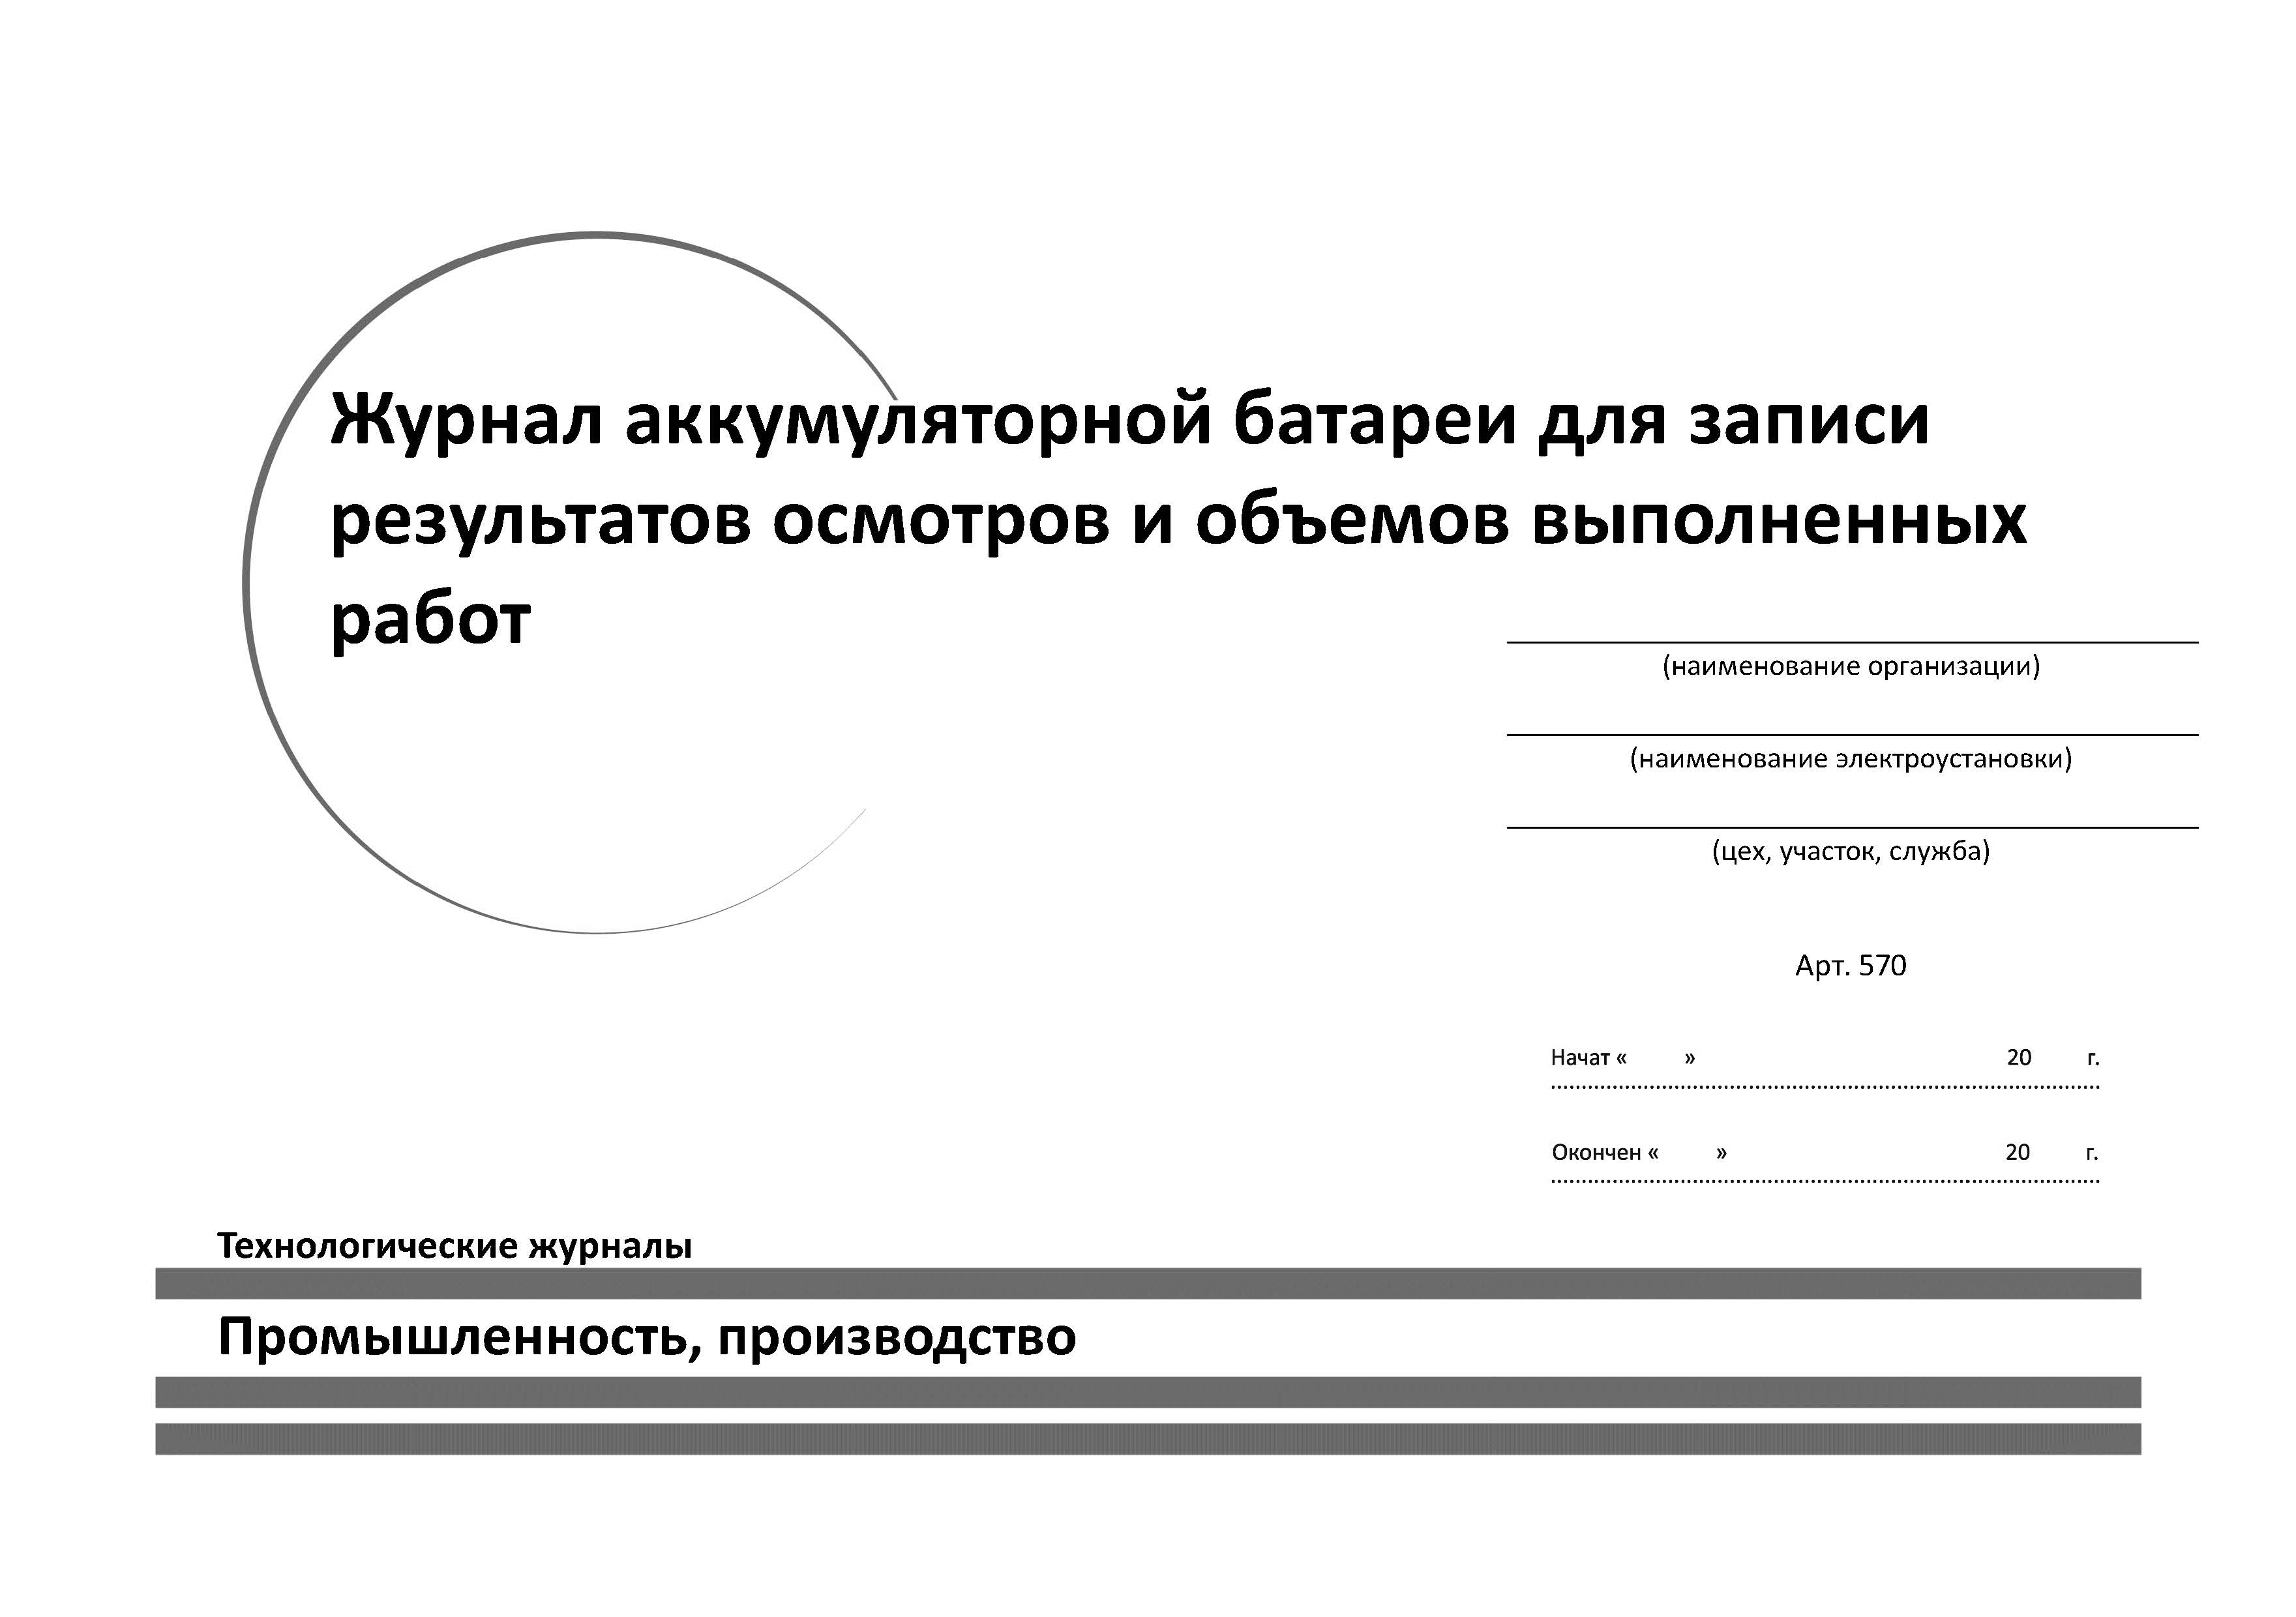 Журнал аккумуляторной батареи для записи
результатов осмотров и объемов выполненных
работ
(наименование организации)
(наименование электроустановки)
(цех, участок, служба)
Арт. 570
Начат « » 20 г.
Окончен « » 20 г.
Технологические журналы
Промышленность, производство